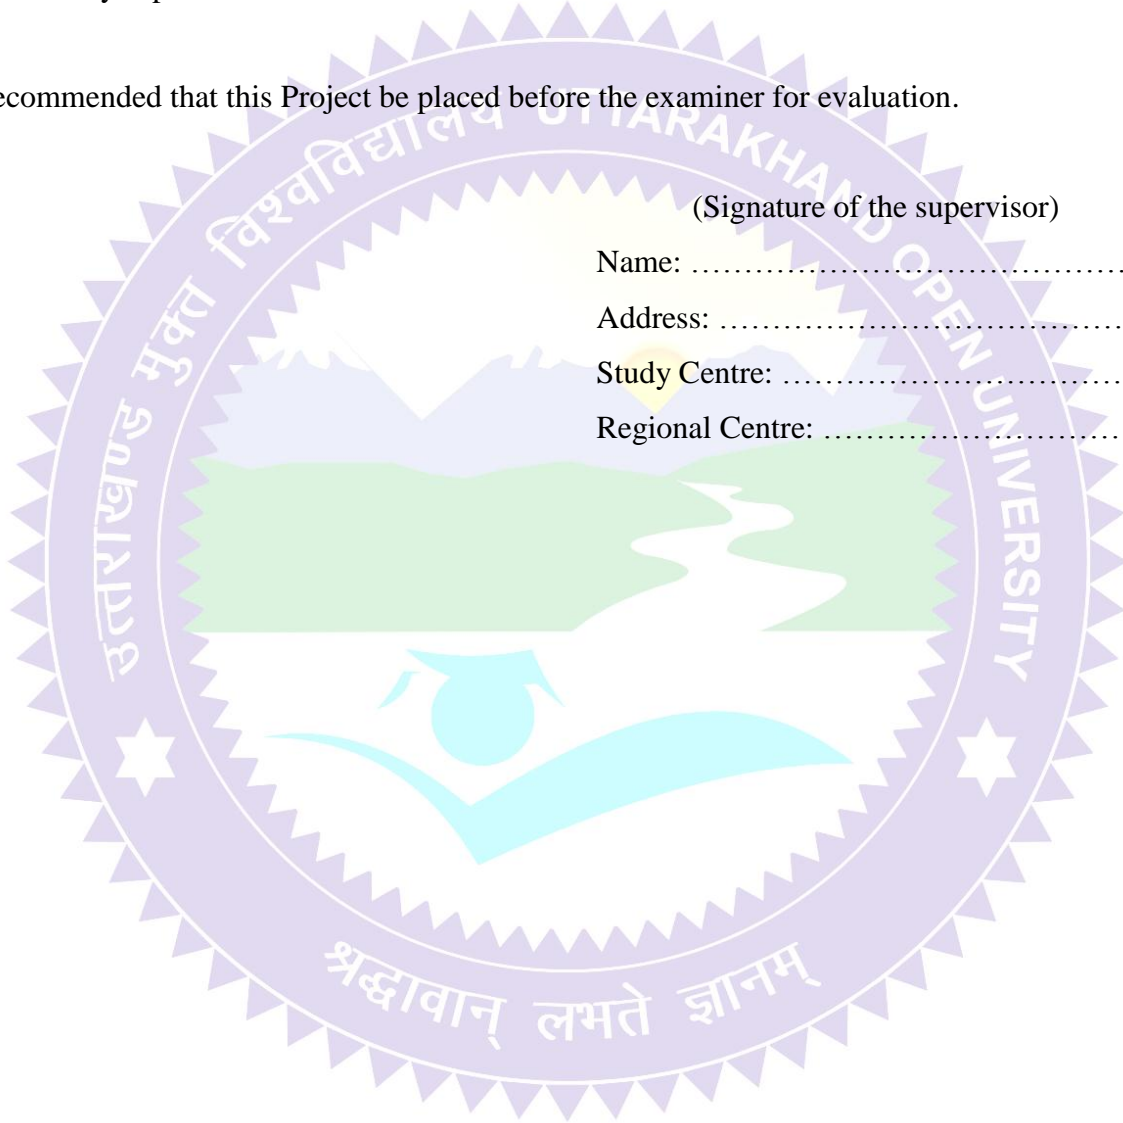 ecommended that this Project be placed before the examiner for evaluation.
(Signature of the supervisor)
Name: ……………………………………
Address: …………………………………
Study Centre: ……………………………
Regional Centre: …………………………
उत्तराखण्ड मुक्त विश्वविद्यालय UTTARAKHAND OPEN UNIVERSITY
श्रद्धावान् लभते ज्ञानम्